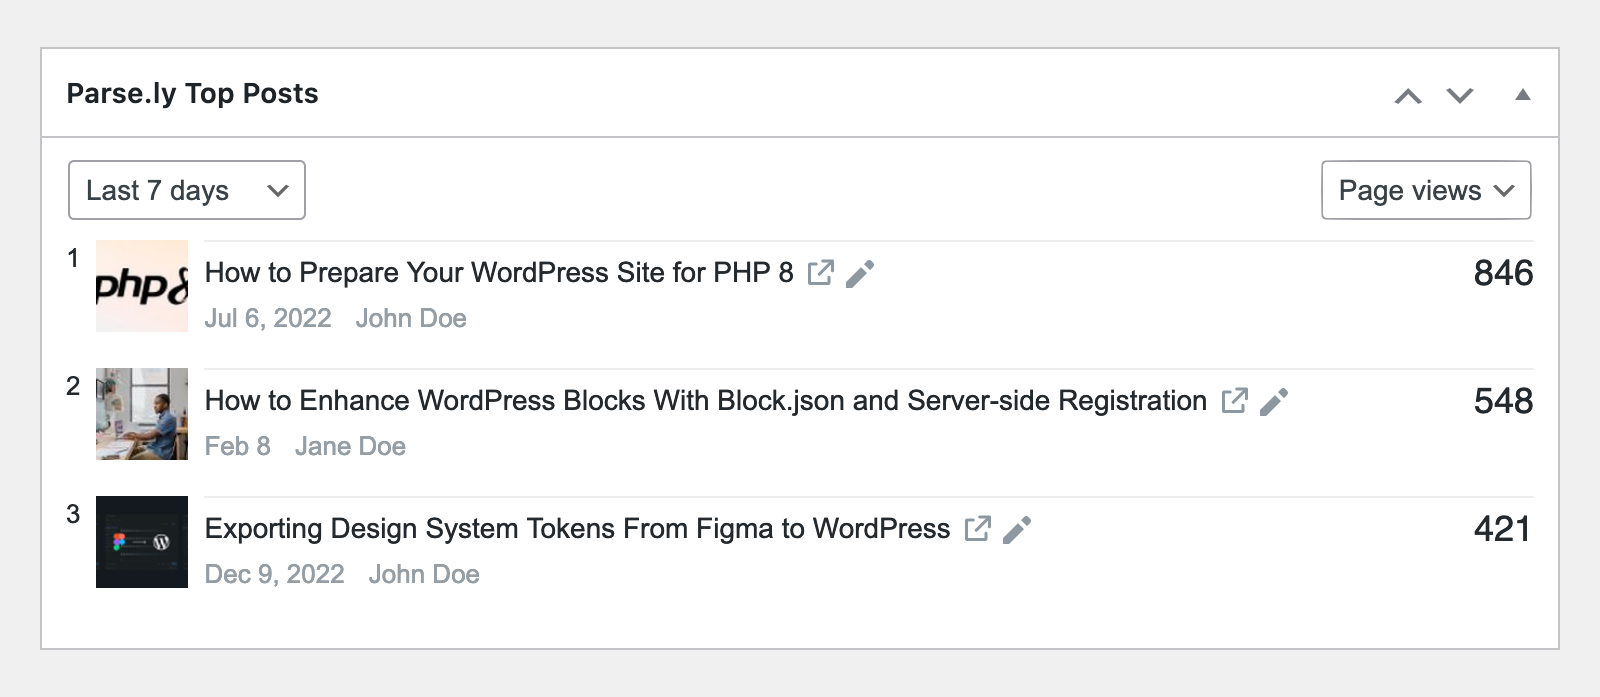 Parse.ly Top Posts
Last 7 days
Page views
1
php8
How to Prepare Your WordPress Site for PHP 8
846
Jul 6, 2022 John Doe
2
How to Enhance WordPress Blocks With Block.json and Server-side Registration
548
Feb 8 Jane Doe
3
Exporting Design System Tokens From Figma to WordPress
421
Dec 9, 2022 John Doe